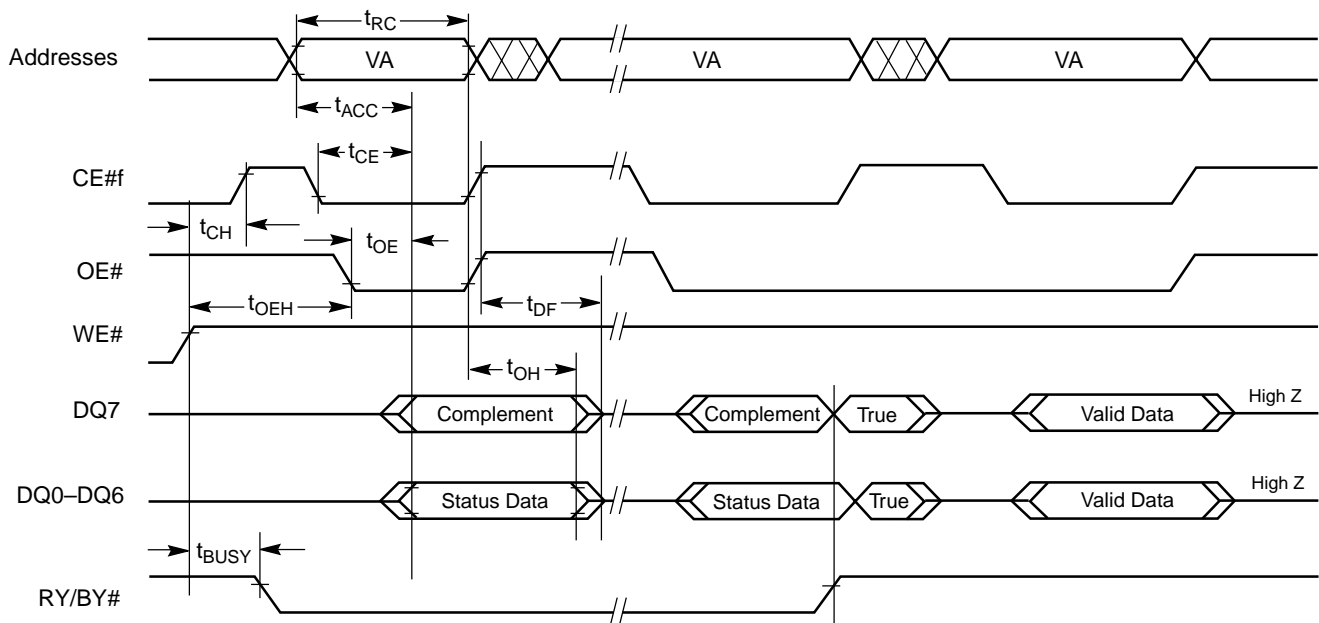 tRC
Addresses VA VA VA
tACC
tCE
CE#f
tCH tOE
OE#
tOEH tDF
WE#
tOH
DQ7 Complement Complement True Valid Data High Z
DQ0–DQ6 Status Data Status Data True Valid Data High Z
tBUSY
RY/BY#